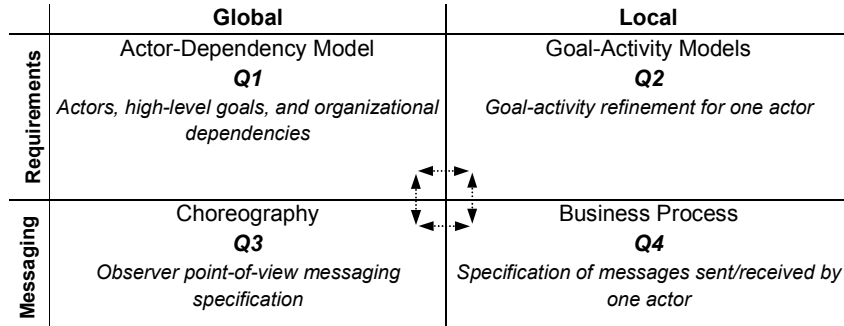 Global
Local
Requirements
Actor-Dependency Model
Q1
Actors, high-level goals, and organizational
dependencies
Goal-Activity Models
Q2
Goal-activity refinement for one actor
Messaging
Choreography
Q3
Observer point-of-view messaging
specification
Business Process
Q4
Specification of messages sent/received by
one actor